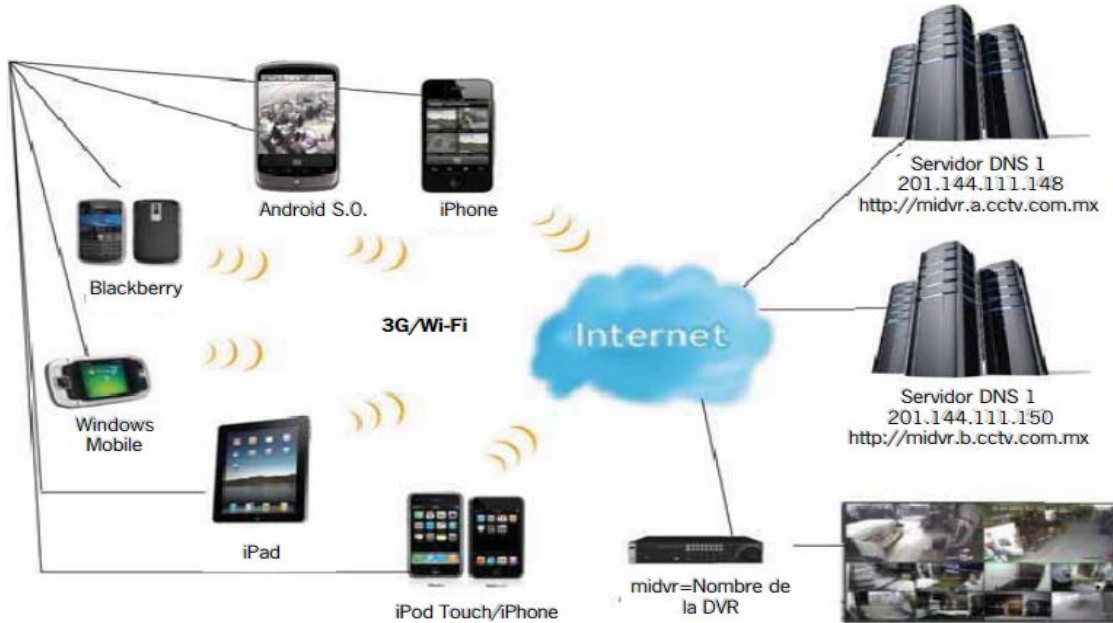 Android S.O.
iPhone
Servidor DNS 1
201.144.111.148
http://midvr.a.cctv.com.mx
Blackberry
3G/Wi-Fi
Internet
Windows
Mobile
Servidor DNS 1
201.144.111.150
http://midvr.b.cctv.com.mx
iPad
iPod Touch/iPhone
midvr=Nombre de
la DVR